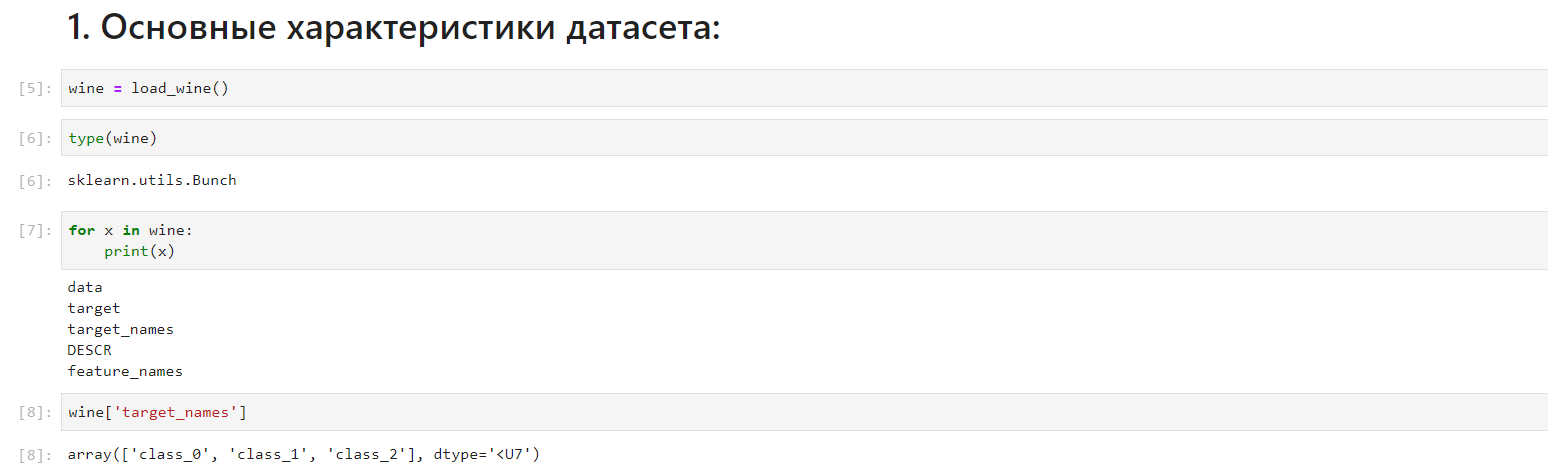 1. Основные характеристики датасета:
[5]: wine = load_wine()
[6]: type(wine)
[6]: sklearn.utils.Bunch
[7]: for x in wine:
print(x)
data
target
target_names
DESCR
feature_names
[8]: wine['target_names']
[8]: array(['class_0', 'class_1', 'class_2'], dtype='<U7')